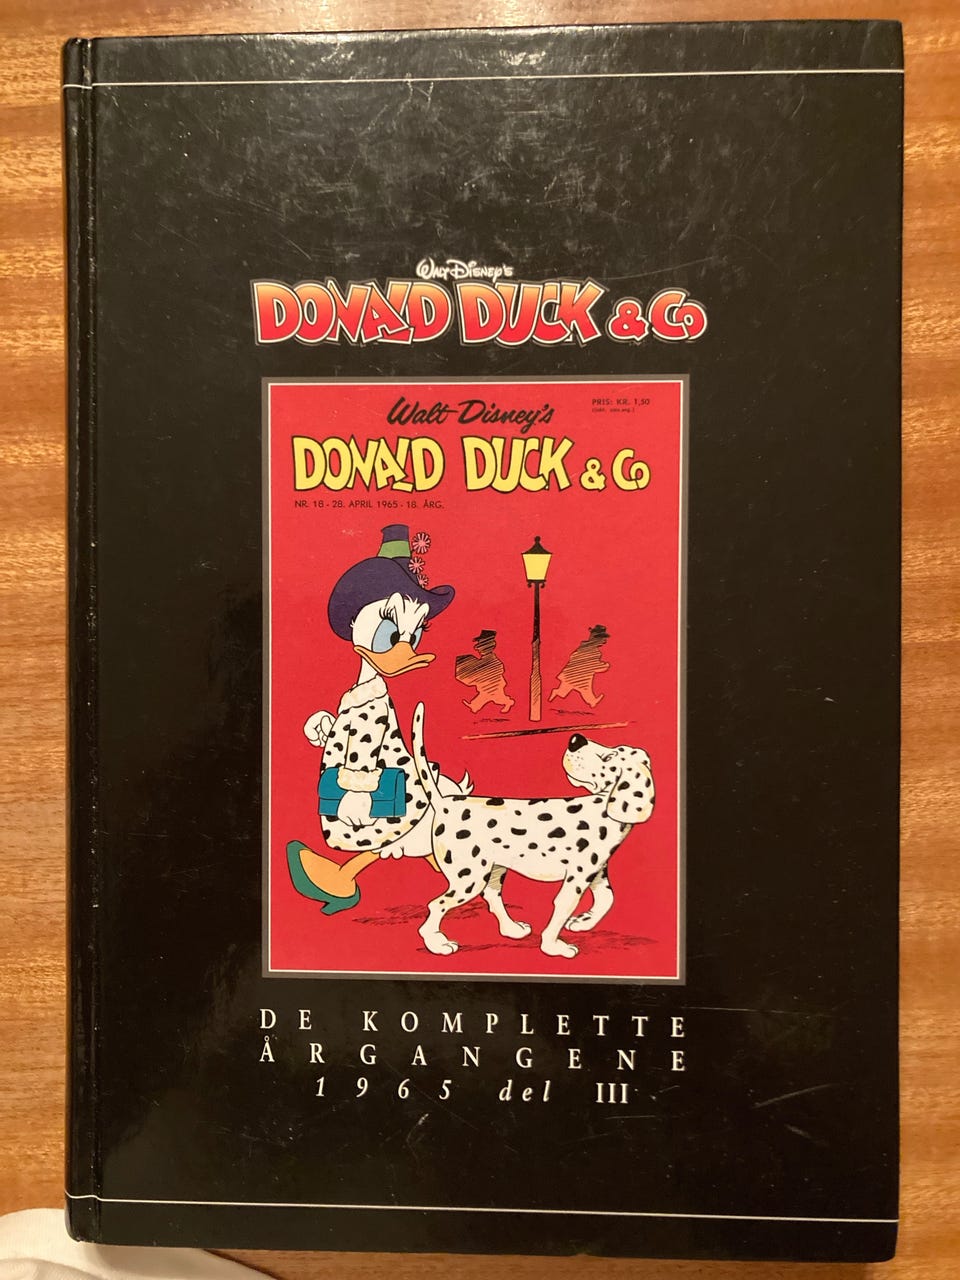 Walt Disney's
DONALD DUCK & Co
Walt Disney's
PRIS: KR. 1,50
DONALD DUCK & Co
NR. 18 - 28. APRIL 1965 - 18. ÅRG.
DE KOMPLETTE
ÅRGANGENE
1965 del III